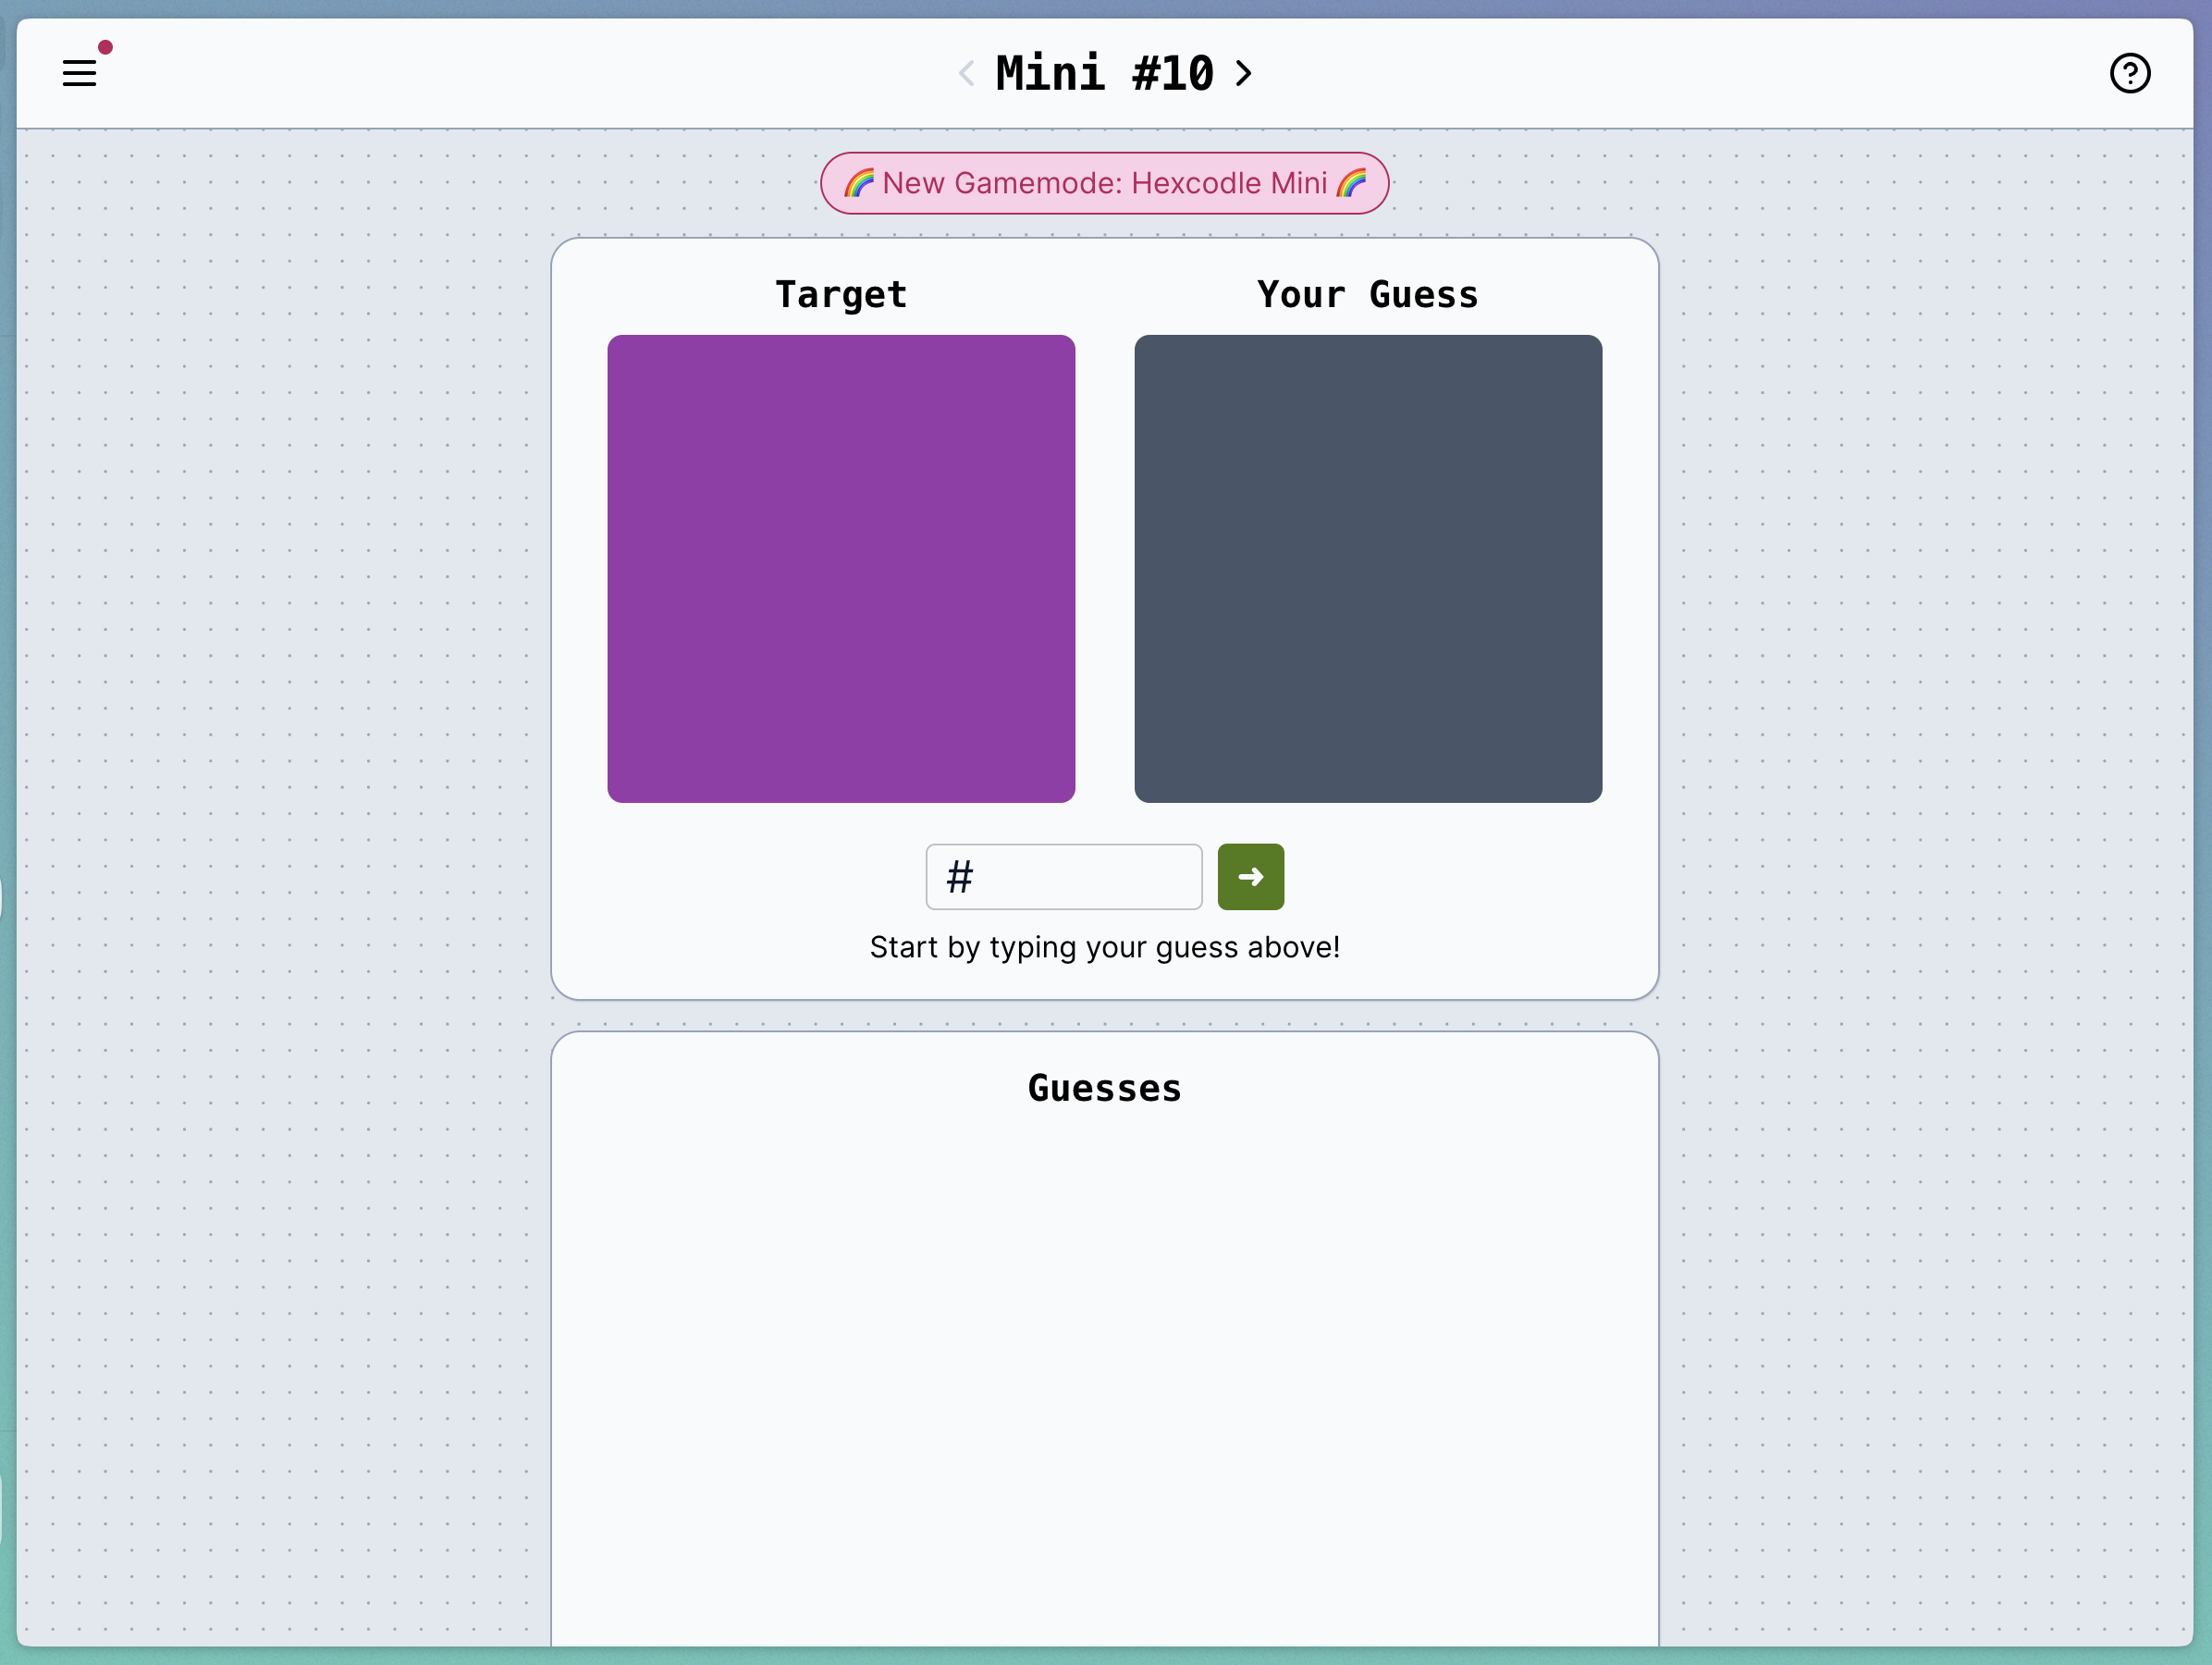 Mini #10
🌈 New Gamemode: Hexcodle Mini 🌈
Target
Your Guess
#
Start by typing your guess above!
Guesses